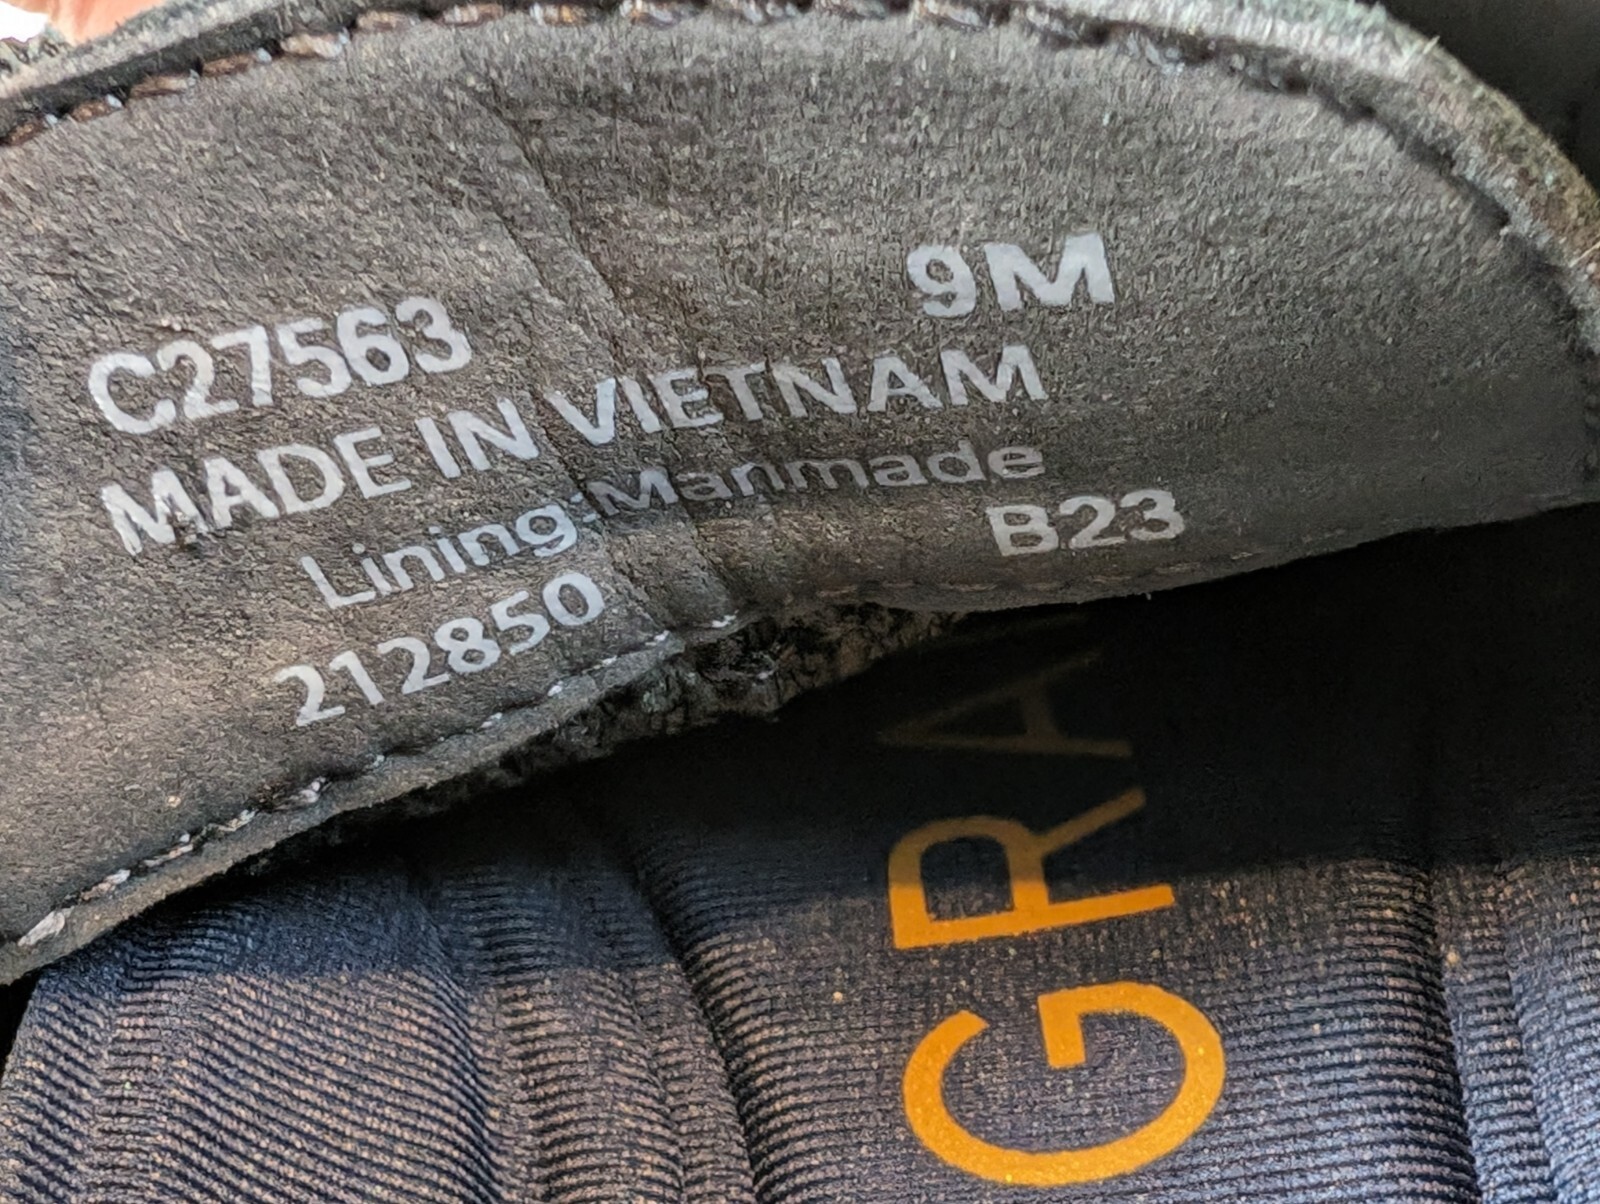 C27563 9M
MADE IN VIETNAM
Lining:Manmade
212850 B23
GRA